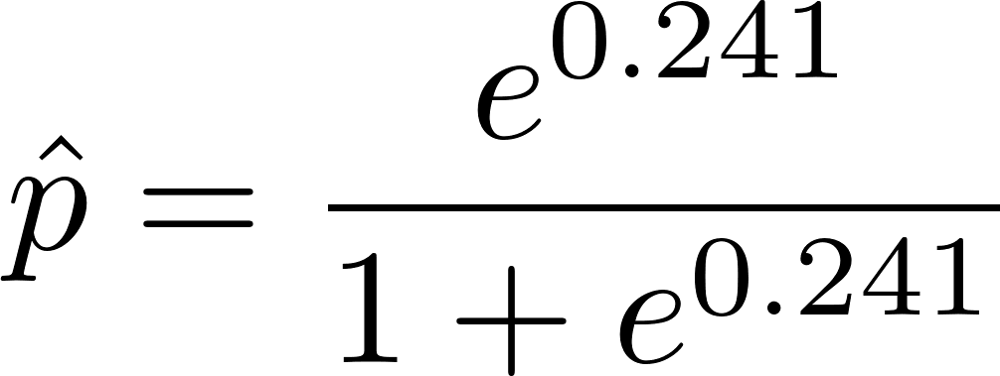 p̂ = e^0.241 / (1 + e^0.241)